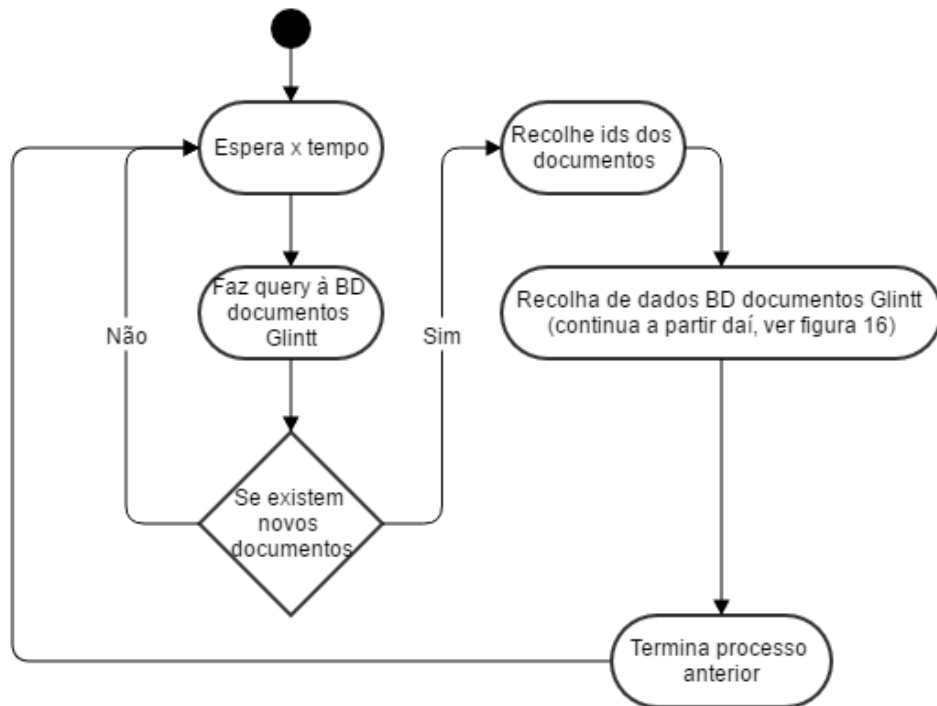 Espera x tempo
Recolhe ids dos
documentos
Faz query à BD
documentos
Glintt
Recolha de dados BD documentos Glintt
(continua a partir daí, ver figura 16)
Não
Sim
Se existem
novos
documentos
Termina processo
anterior